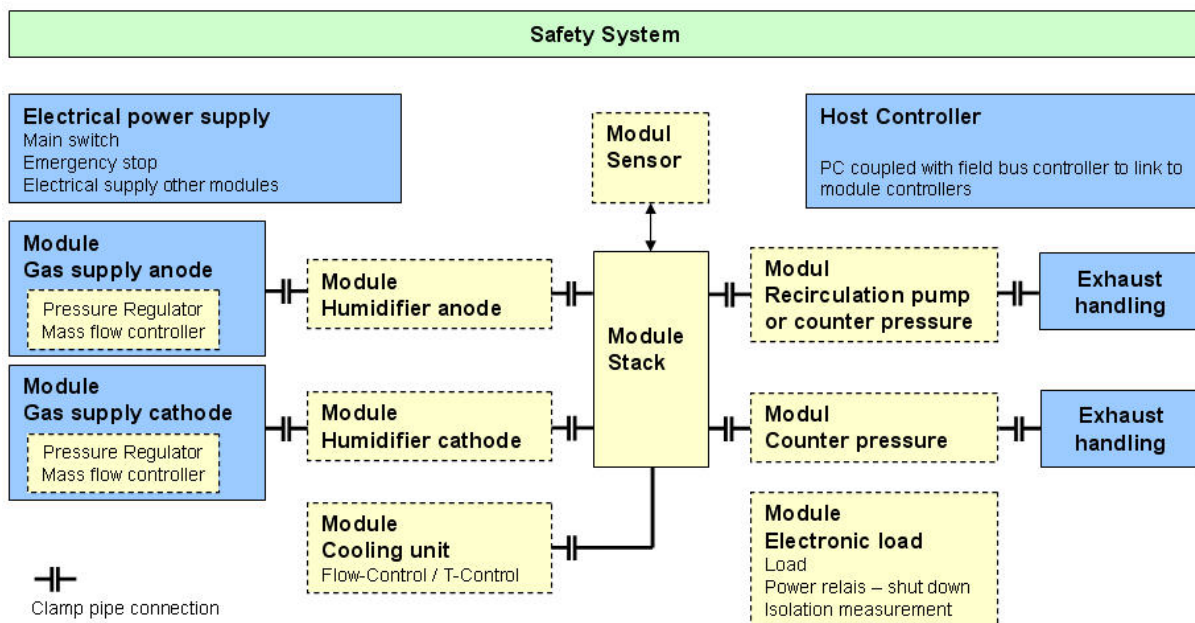 Safety System
Electrical power supply
Main switch
Emergency stop
Electrical supply other modules
Modul
Sensor
Host Controller
PC coupled with field bus controller to link to
module controllers
Module
Gas supply anode
Pressure Regulator
Mass flow controller
Module
Humidifier anode
Module
Stack
Modul
Recirculation pump
or counter pressure
Exhaust
handling
Module
Gas supply cathode
Pressure Regulator
Mass flow controller
Module
Humidifier cathode
Modul
Counter pressure
Exhaust
handling
Module
Cooling unit
Flow-Control / T-Control
Module
Electronic load
Load
Power relais – shut down
Isolation measurement
Clamp pipe connection